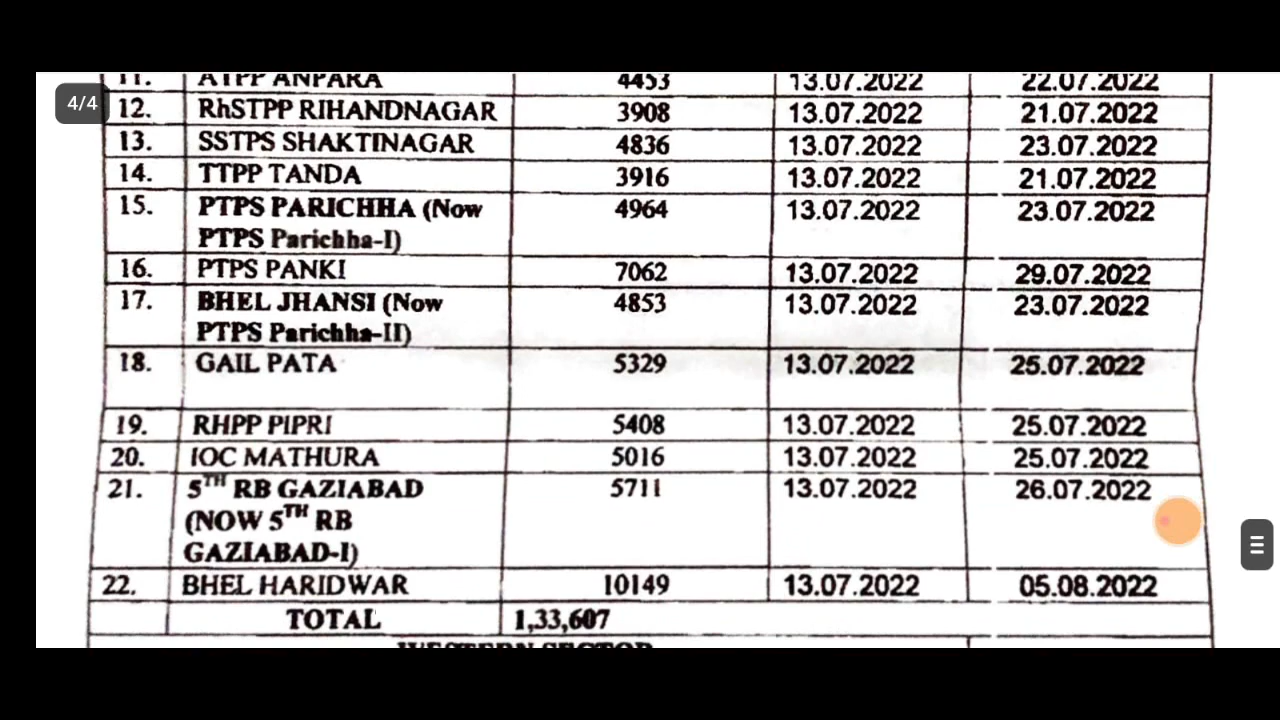 4/4
11. ATPP ANPARA 4453 13.07.2022 22.07.2022
12. RhSTPP RIHANDNAGAR 3908 13.07.2022 21.07.2022
13. SSTPS SHAKTINAGAR 4836 13.07.2022 23.07.2022
14. TTPP TANDA 3916 13.07.2022 21.07.2022
15. PTPS PARICHHA (Now 4964 13.07.2022 23.07.2022
PTPS Parichha-I)
16. PTPS PANKI 7062 13.07.2022 29.07.2022
17. BHEL JHANSI (Now 4853 13.07.2022 23.07.2022
PTPS Parichha-II)
18. GAIL PATA 5329 13.07.2022 25.07.2022
19. RHPP PIPRI 5408 13.07.2022 25.07.2022
20. IOC MATHURA 5016 13.07.2022 25.07.2022
21. 5TH RB GAZIABAD 5711 13.07.2022 26.07.2022
(NOW 5TH RB
GAZIABAD-I)
22. BHEL HARIDWAR 10149 13.07.2022 05.08.2022
TOTAL 1,33,607
WESTERN SECTOR